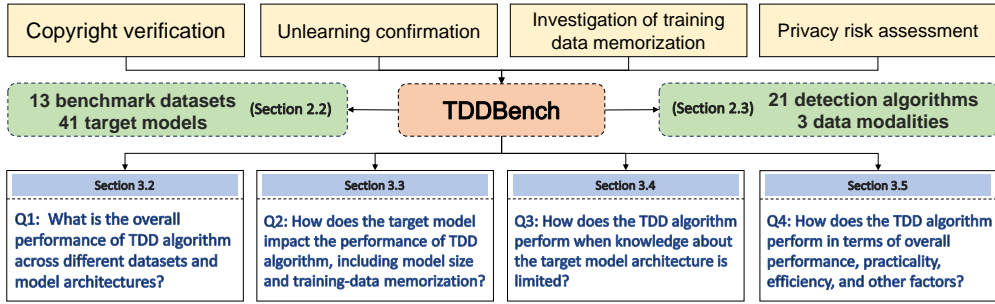 Copyright verification
Unlearning confirmation
Investigation of training
data memorization
Privacy risk assessment
13 benchmark datasets
41 target models
(Section 2.2)
TDDBench
(Section 2.3)
21 detection algorithms
3 data modalities
Section 3.2
Q1: What is the overall
performance of TDD algorithm
across different datasets and
model architectures?
Section 3.3
Q2: How does the target model
impact the performance of TDD
algorithm, including model size
and training-data memorization?
Section 3.4
Q3: How does the TDD algorithm
perform when knowledge about
the target model architecture is
limited?
Section 3.5
Q4: How does the TDD algorithm
perform in terms of overall
performance, practicality,
efficiency, and other factors?